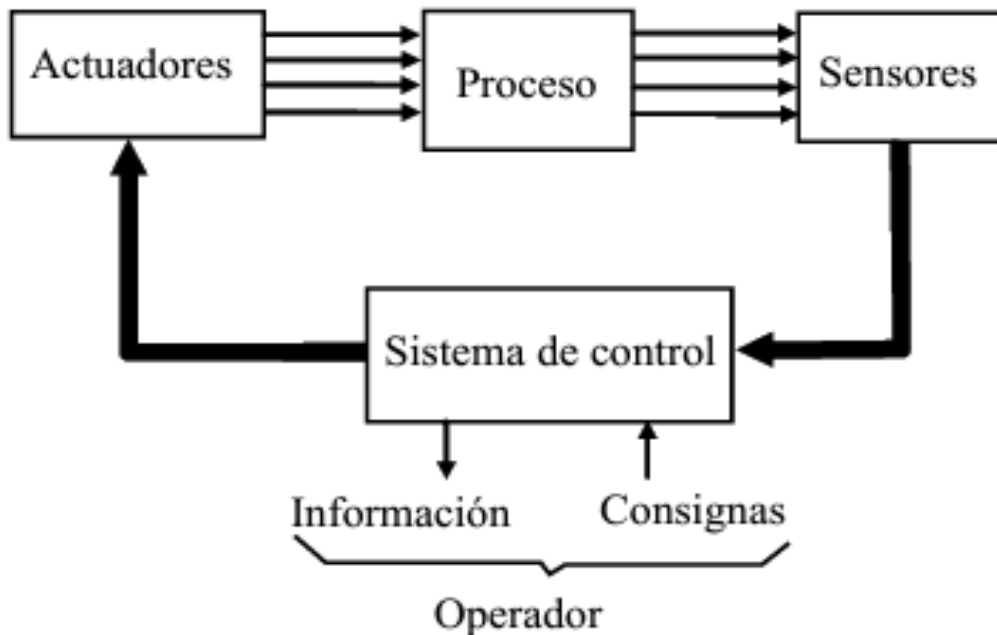 Actuadores
Proceso
Sensores
Sistema de control
Información
Consignas
Operador